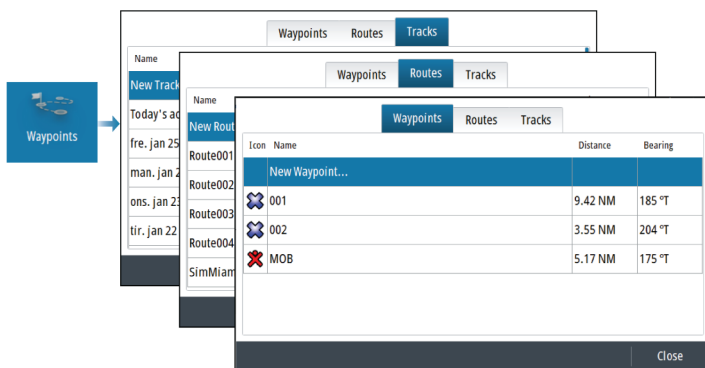 Waypoints
Waypoints Routes Tracks
Name
New Track
Today's ac
fre. jan 25
man. jan 2
ons. jan 23
tir. jan 22
Waypoints Routes Tracks
Name
New Rout
Route001
Route002
Route003
Route004
SimMiam
Waypoints Routes Tracks
Icon Name Distance Bearing
New Waypoint...
001 9.42 NM 185 °T
002 3.55 NM 204 °T
MOB 5.17 NM 175 °T
Close